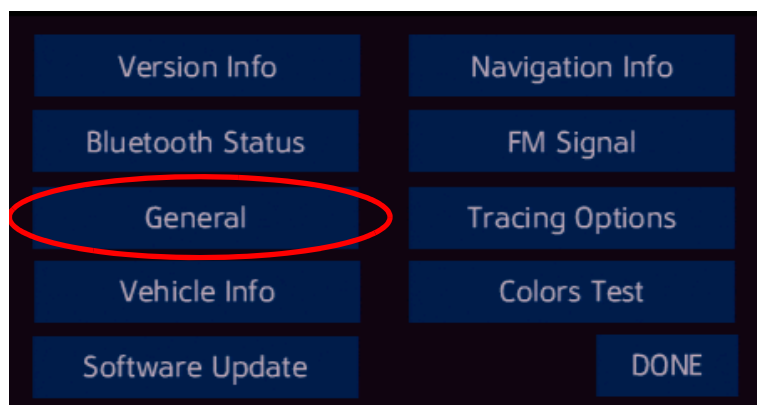 Version Info
Navigation Info
Bluetooth Status
FM Signal
General
Tracing Options
Vehicle Info
Colors Test
Software Update
DONE